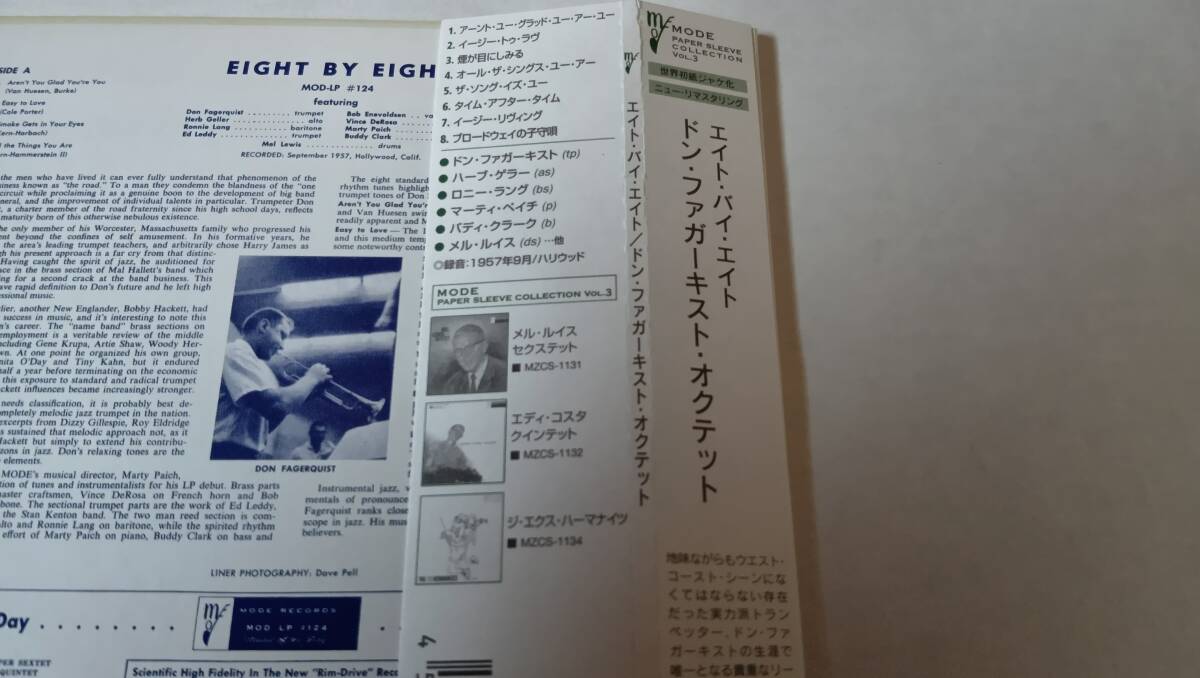 SIDE A
Aren't You Glad You're You
(Van Huesen, Burke)
Easy to Love
(Cole Porter)
Smoke Gets in Your Eyes
(Kern-Harbach)
All the Things You Are
(Kern-Hammerstein II)
EIGHT BY EIGH
MOD-LP #124
featuring
Don Fagerquist . . . . . . . . . trumpet
Herb Geller . . . . . . . . . alto
Ronnie Lang . . . . . . . . . baritone
Ed Leddy . . . . . . . . . trumpet
Bob Enevoldsen . . va
Vince DeRosa
Marty Paich
Buddy Clark
Mel Lewis . . . . . . . . . drums
RECORDED: September 1957, Hollywood, Calif.
the men who have lived it can ever fully understand that phenomenon of the
iness known as "the road." To a man they condemn the blandness of the "one
circuit while proclaiming it as a genuine boon to the development of big band
eneral, and the improvement of individual talents in particular. Trumpeter Don
, a charter member of the road fraternity since his high school days, reflects
maturity born of this otherwise nebulous existence.
he only member of his Worcester, Massachusetts family who progressed his
ent beyond the confines of self amusement. In his formative years, he
the area's leading trumpet teachers, and arbitrarily chose Harry James as
gh his present approach is a far cry from that distinc-
Having caught the spirit of jazz, he auditioned for
ace in the brass section of Mal Hallett's band which
ing for a second crack at the band business. This
ave rapid definition to Don's future and he left high
essional music.
lier, another New Englander, Bobby Hackett, had
success in music, and it's interesting to note this
n's career. The "name band" brass sections on
employment is a veritable review of the middle
ncluding Gene Krupa, Artie Shaw, Woody Her-
wn. At one point he organized his own group,
nita O'Day and Tiny Kahn, but it endured
half a year before terminating on the economic
this exposure to standard and radical trumpet
ckett influences became increasingly stronger.
needs classification, it is probably best de-
ompletely melodic jazz trumpet in the nation.
excerpts from Dizzy Gillespie, Roy Eldridge
s sustained that melodic approach not, as it
Hackett but simply to extend his contribu-
zons in jazz. Don's relaxing tones are the
elements.
MODE's musical director, Marty Paich,
tion of tunes and instrumentalists for his LP debut. Brass parts
master craftsmen, Vince DeRosa on French horn and Bob
bone. The sectional trumpet parts are the work of Ed Leddy,
the Stan Kenton band. The two man reed section is com-
alto and Ronnie Lang on baritone, while the spirited rhythm
effort of Marty Paich on piano, Buddy Clark on bass and
The eight standard
rhythm tunes highligh
trumpet tones of Don
Aren't You Glad You'r
and Van Huesen swin
readily apparent and M
Easy to Love — The 1
and this medium temp
some noteworthy cont
DON FAGERQUIST
Instrumental jazz, w
mentals of pronounce
Fagerquist ranks close
scope in jazz. His mus
believers.
LINER PHOTOGRAPHY: Dave Pell
Day . . . . . . . .
MODE RECORDS
MOD LP #124
PER SEXTET
QUINTET
Scientific High Fidelity In The New "Rim-Drive" Rec
1. アーント・ユー・グラッド・ユー・アー・ユー
2. イージー・トゥ・ラヴ
3. 煙が目にしみる
4. オール・ザ・シングス・ユー・アー
5. ザ・ソング・イズ・ユー
6. タイム・アフター・タイム
7. イージー・リヴィング
8. ブロードウェイの子守唄
●ドン・ファガーキスト (tp)
●ハーブ・ゲラー (as)
●ロニー・ラング (bs)
●マーティ・ペイチ (p)
●バディ・クラーク (b)
●メル・ルイス (ds) …他
◎録音:1957年9月/ハリウッド
MODE
PAPER SLEEVE COLLECTION VOL.3
メル・ルイス
セクステット
■ MZCS-1131
エディ・コスタ
クインテット
■ MZCS-1132
ジ・エクス・ハーマナイツ
■ MZCS-1134
4
エイト・バイ・エイト/ドン・ファガーキスト・オクテット
MODE
PAPER SLEEVE
COLLECTION
VOL.3
世界初紙ジャケ化
ニュー・リマスタリング
エイト・バイ・エイト
ドン・ファガーキスト・オクテット
地味ながらもウエスト・
コースト・シーンにな
くてはならない存在
だった実力派トラン
ペッター、ドン・ファ
ガーキストの生涯で
唯一となる貴重なリー